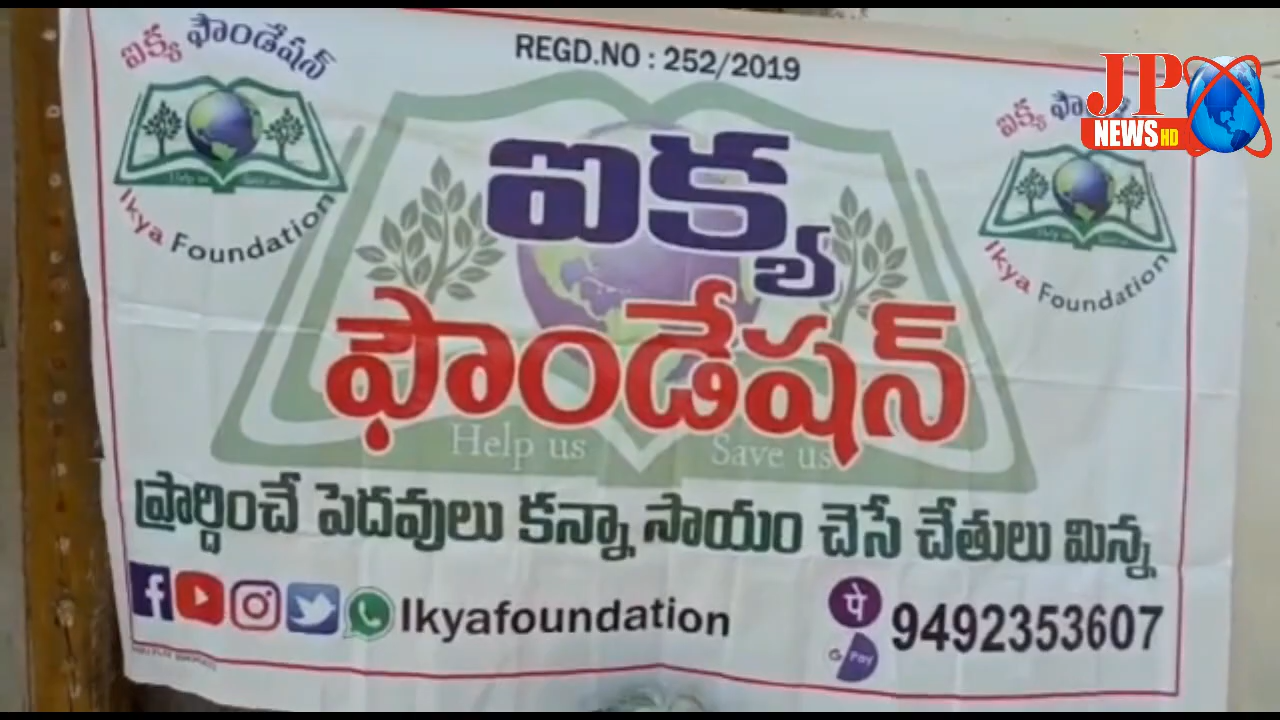 REGD.NO : 252/2019
ఐక్య ఫౌండేషన్
Ikya Foundation
JP
NEWS HD
ఐక్య
Ikya Foundation
ఐక్య
ఫౌండేషన్
Help us Save us
ప్రార్దించే పెదవులు కన్నా సాయం చెసే చేతులు మిన్న
Ikyafoundation
पे 9492353607
G Pay